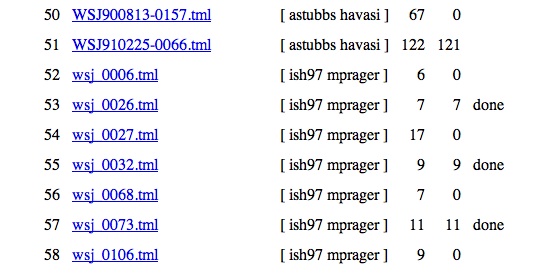 50 WSJ900813-0157.tml [ astubbs havasi ] 67 0
51 WSJ910225-0066.tml [ astubbs havasi ] 122 121
52 wsj_0006.tml [ ish97 mprager ] 6 0
53 wsj_0026.tml [ ish97 mprager ] 7 7 done
54 wsj_0027.tml [ ish97 mprager ] 17 0
55 wsj_0032.tml [ ish97 mprager ] 9 9 done
56 wsj_0068.tml [ ish97 mprager ] 7 0
57 wsj_0073.tml [ ish97 mprager ] 11 11 done
58 wsj_0106.tml [ ish97 mprager ] 9 0